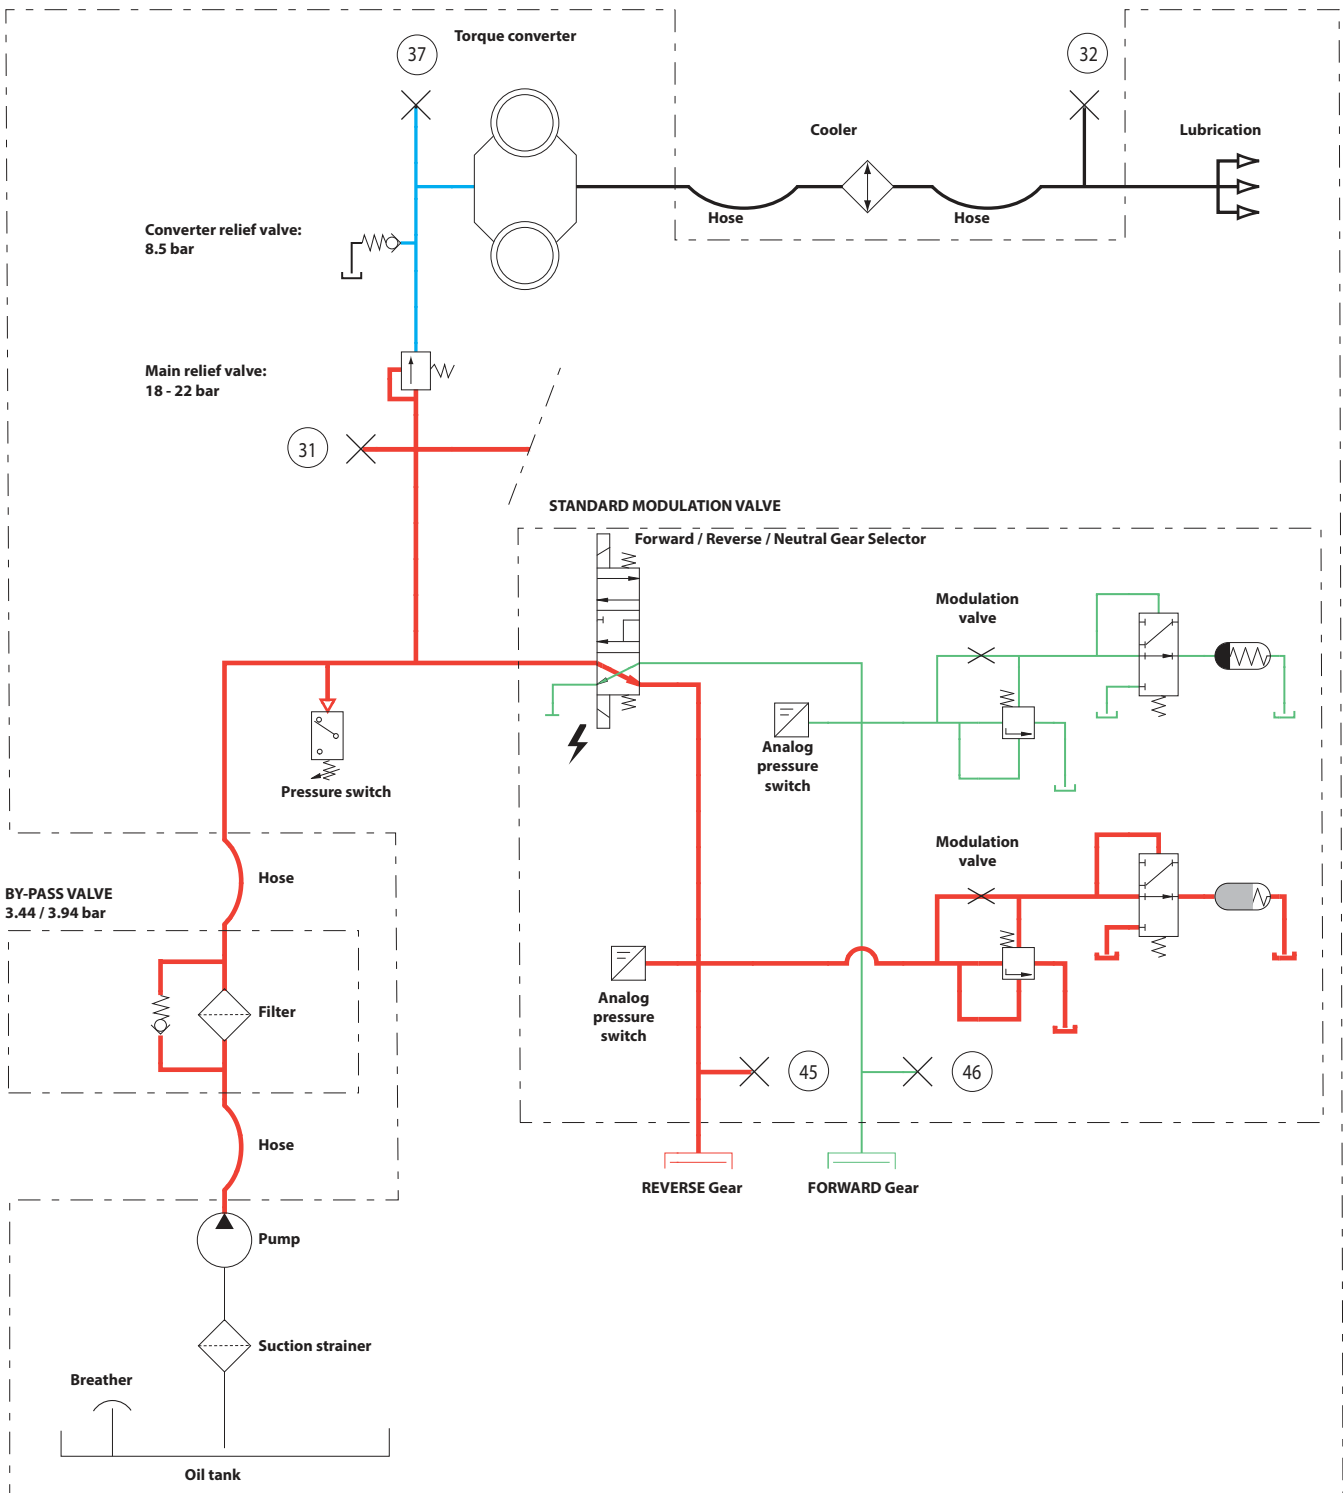 37
Torque converter
32
Cooler
Lubrication
Hose
Hose
Converter relief valve:
8.5 bar
Main relief valve:
18 - 22 bar
31
STANDARD MODULATION VALVE
Forward / Reverse / Neutral Gear Selector
Modulation
valve
Analog
pressure
switch
Pressure switch
Modulation
valve
Hose
BY-PASS VALVE
3.44 / 3.94 bar
Filter
Analog
pressure
switch
45
46
Hose
REVERSE Gear
FORWARD Gear
Pump
Suction strainer
Breather
Oil tank